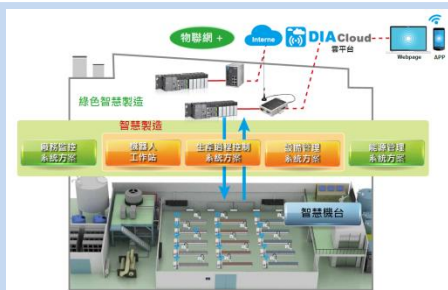 物聯網 +
Interne
DIACloud
雲平台
Webpage
APP
綠色智慧製造
智慧製造
廠務監控
系統方案
機器人
工作站
生產過程控制
系統方案
設備管理
系統方案
能源管理
系統方案
智慧機台